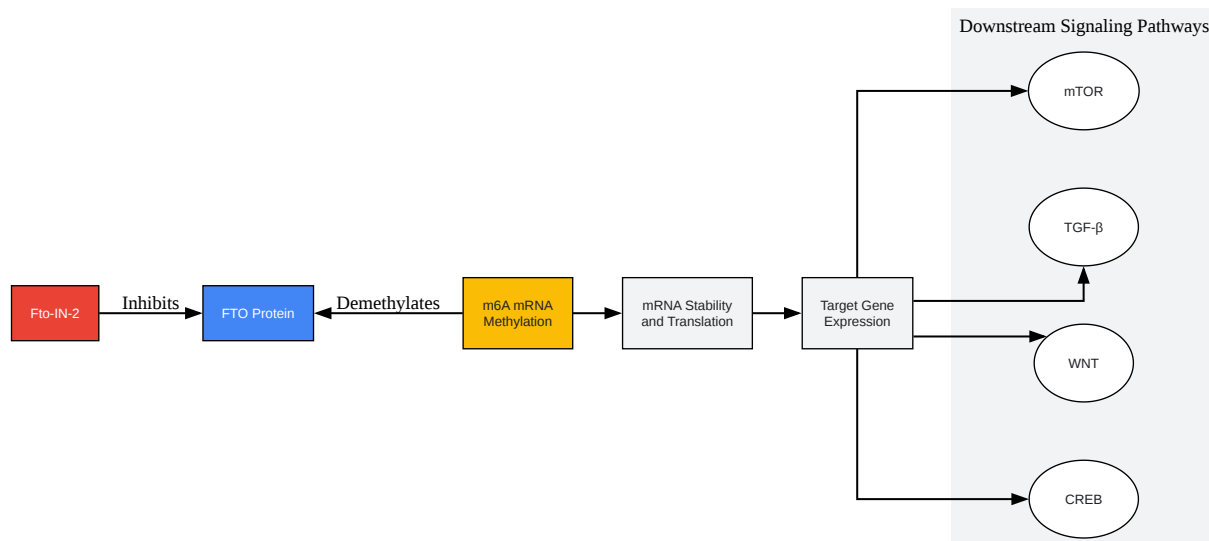 Downstream Signaling Pathways
mTOR
TGF-β
Fto-IN-2
Inhibits
FTO Protein
Demethylates
m6A mRNA
Methylation
mRNA Stability
and Translation
Target Gene
Expression
WNT
CREB